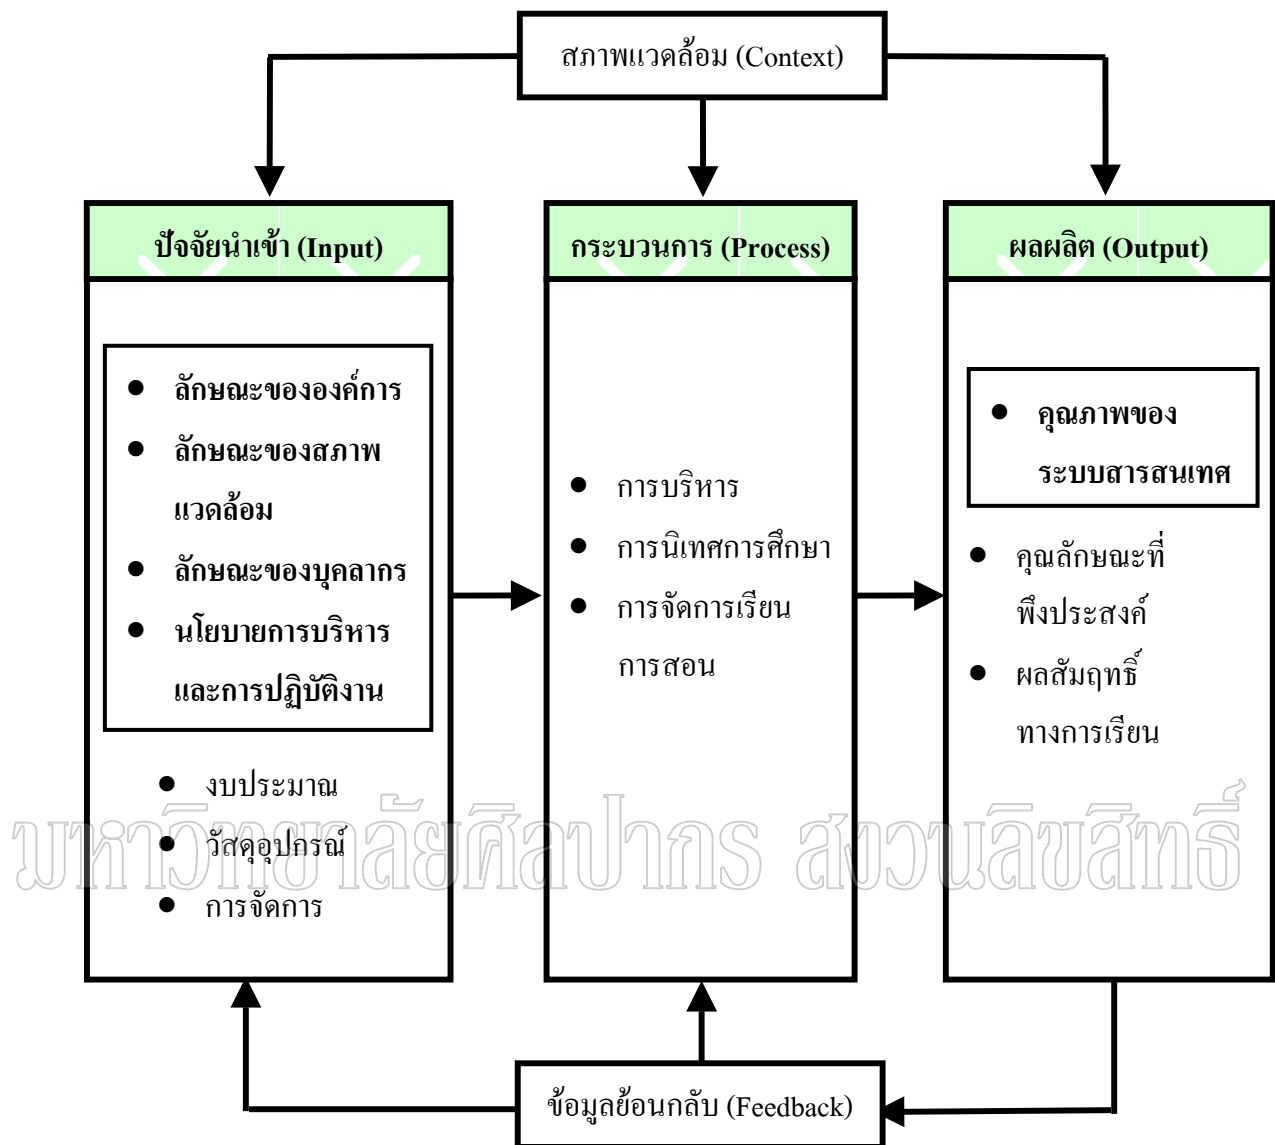 สภาพแวดล้อม (Context)
ปัจจัยนำเข้า (Input)
● ลักษณะขององค์การ
● ลักษณะของสภาพ
แวดล้อม
● ลักษณะของบุคลากร
● นโยบายการบริหาร
และการปฏิบัติงาน
● งบประมาณ
● วัสดุอุปกรณ์
● การจัดการ
กระบวนการ (Process)
● การบริหาร
● การนิเทศการศึกษา
● การจัดการเรียน
การสอน
ผลผลิต (Output)
● คุณภาพของ
ระบบสารสนเทศ
● คุณลักษณะที่
พึงประสงค์
● ผลสัมฤทธิ์
ทางการเรียน
มหาวิทยาลัยศิลปากร สงวนลิขสิทธิ์
ข้อมูลย้อนกลับ (Feedback)